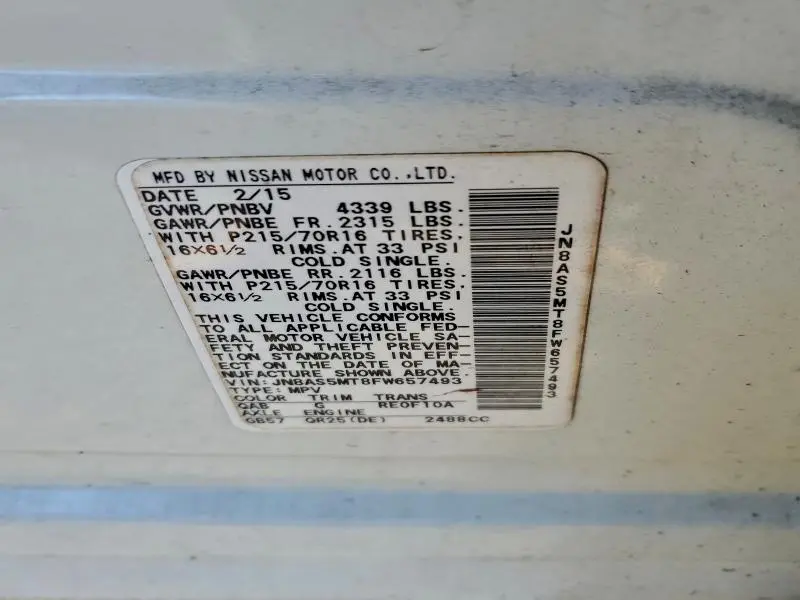 MFD BY NISSAN MOTOR CO.,LTD.
DATE 2/15
GVWR/PNBV 4339 LBS.
GAWR/PNBE FR. 2315 LBS.
WITH P215/70R16 TIRES.
16X6½ RIMS.AT 33 PSI
COLD SINGLE.
GAWR/PNBE RR. 2116 LBS.
WITH P215/70R16 TIRES.
16X6½ RIMS.AT 33 PSI
COLD SINGLE.
THIS VEHICLE CONFORMS
TO ALL APPLICABLE FED-
ERAL MOTOR VEHICLE SA-
FETY AND THEFT PREVEN-
TION STANDARDS IN EFF-
ECT ON THE DATE OF MA-
NUFACTURE SHOWN ABOVE.
VIN: JN8AS5MT8FW657493
TYPE: MPV
COLOR TRIM TRANS
QAB G RE0F10A
AXLE ENGINE
GB57 QR25(DE) 2488CC
JN8AS5MT8FW657493